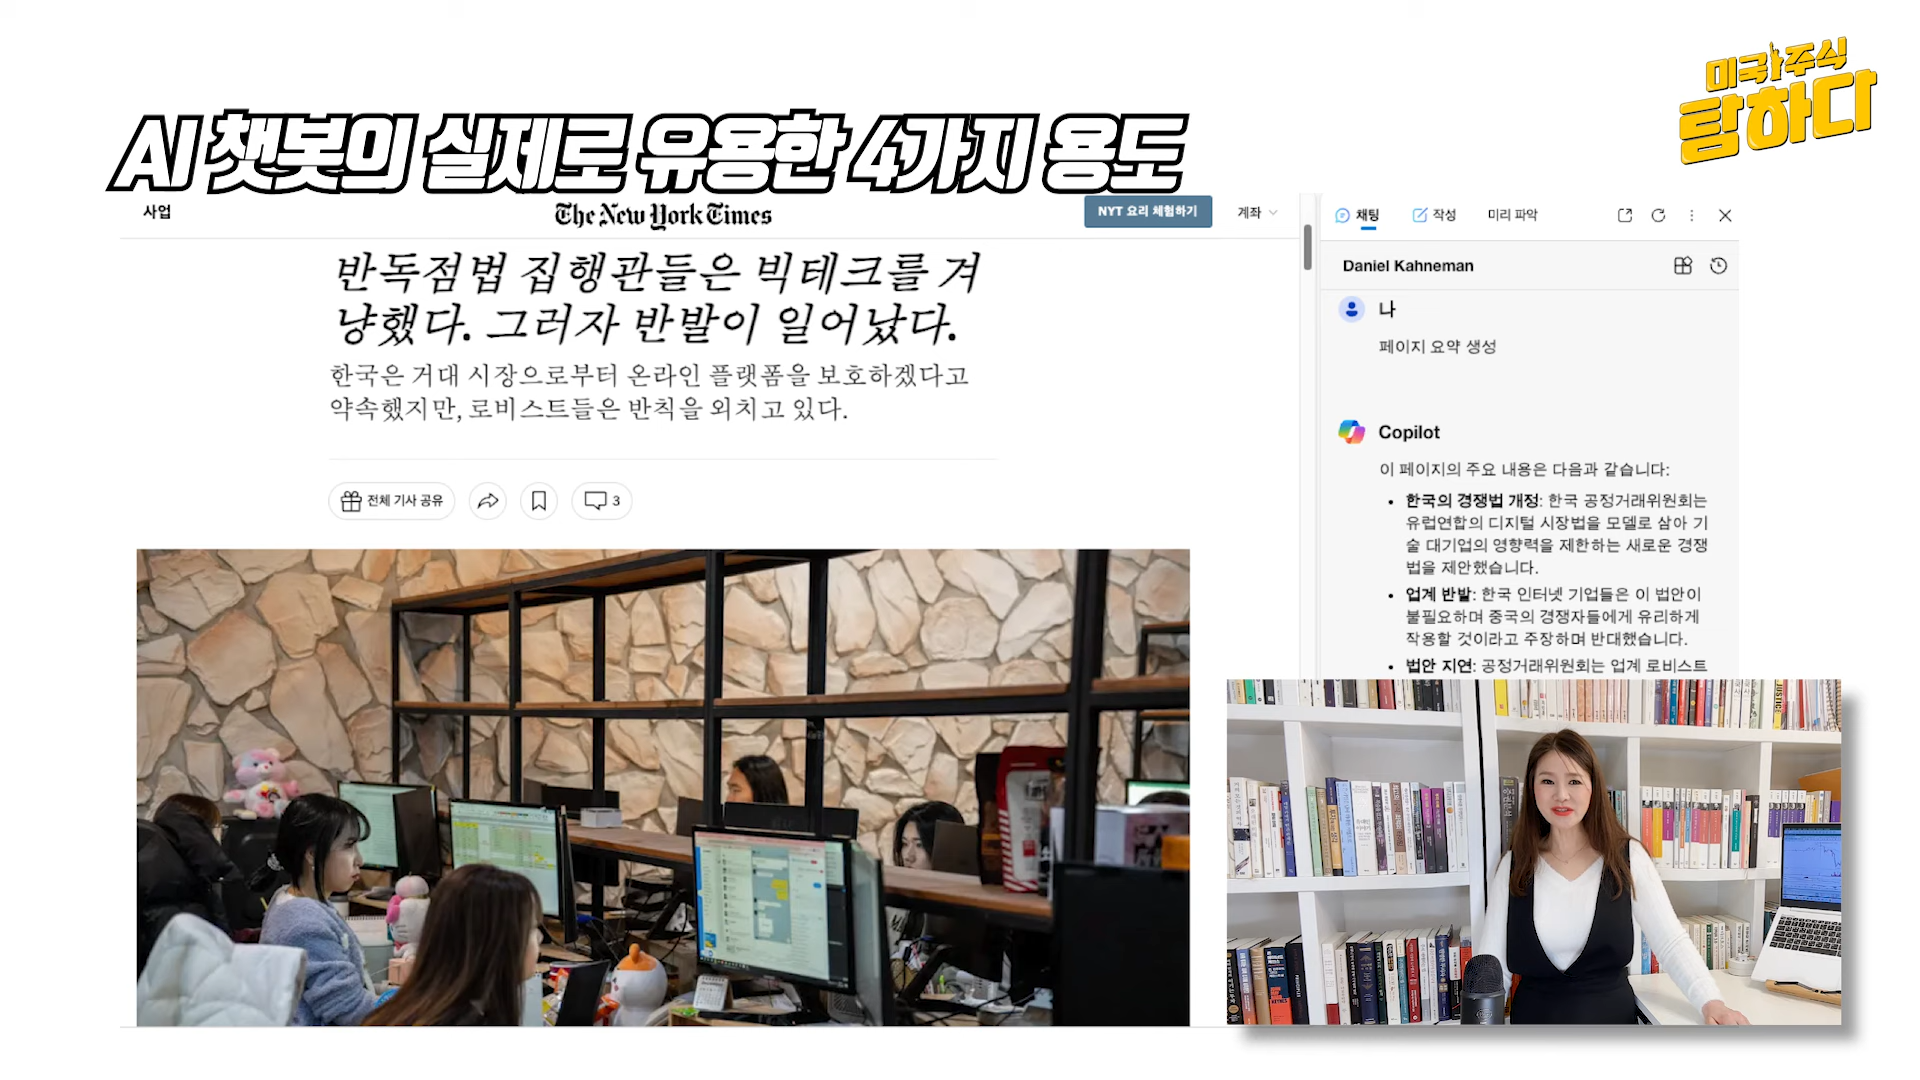 미국주식
탐하다
AI 챗봇의 실제로 유용한 4가지 용도
사업
The New York Times
NYT 요리 체험하기
계좌
반독점법 집행관들은 빅테크를 겨
냥했다. 그러자 반발이 일어났다.
한국은 거대 시장으로부터 온라인 플랫폼을 보호하겠다고
약속했지만, 로비스트들은 반칙을 외치고 있다.
전체 기사 공유
3
채팅
작성
미리 파악
Daniel Kahneman
나
페이지 요약 생성
Copilot
이 페이지의 주요 내용은 다음과 같습니다:
• 한국의 경쟁법 개정: 한국 공정거래위원회는
유럽연합의 디지털 시장법을 모델로 삼아 기
술 대기업의 영향력을 제한하는 새로운 경쟁
법을 제안했습니다.
• 업계 반발: 한국 인터넷 기업들은 이 법안이
불필요하며 중국의 경쟁자들에게 유리하게
작용할 것이라고 주장하며 반대했습니다.
• 법안 지연: 공정거래위원회는 업계 로비스트
JUSTICE